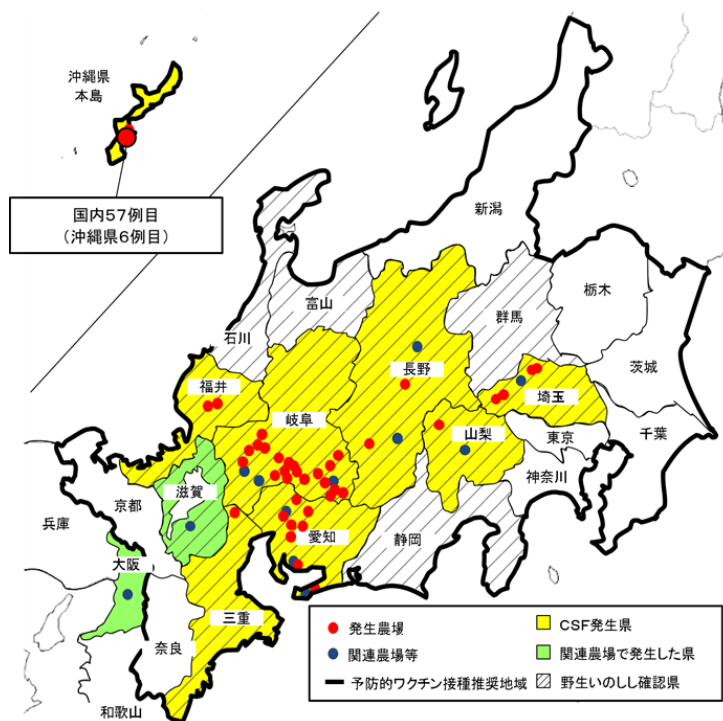 沖縄県
本島
国内57例目
(沖縄県6例目)
新潟
富山
石川
群馬
栃木
福井
長野
茨城
岐阜
埼玉
山梨
東京
千葉
滋賀
京都
神奈川
兵庫
愛知
静岡
大阪
三重
奈良
和歌山
発生農場
CSF発生県
関連農場等
関連農場で発生した県
予防的ワクチン接種推奨地域
野生いのしし確認県